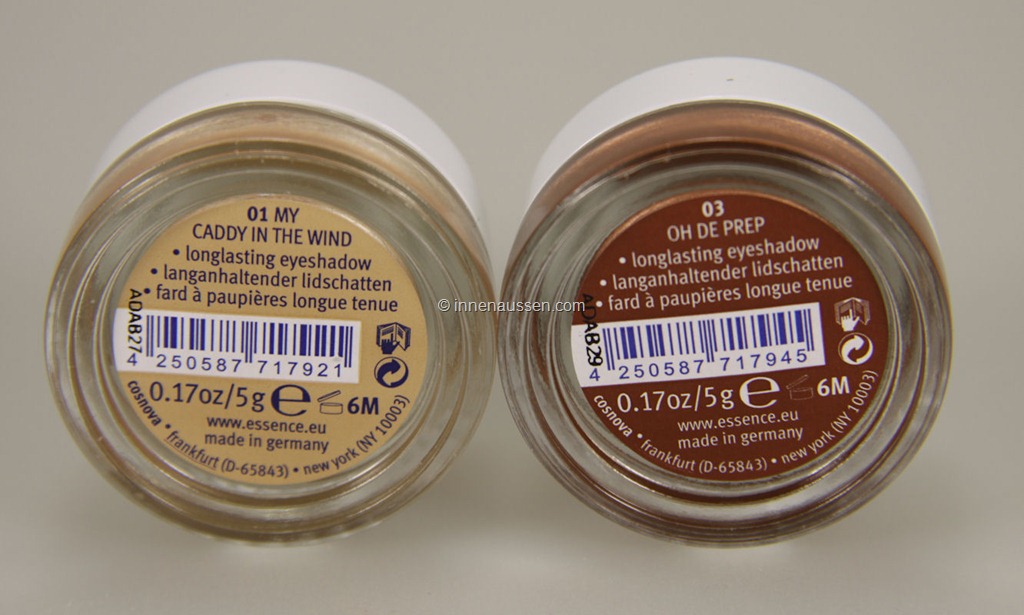 01 MY
CADDY IN THE WIND
• longlasting eyeshadow
• langanhaltender lidschatten
• fard à paupières longue tenue
ADAB27
4 250587 717921
0.17oz/5g e 6M
www.essence.eu
made in germany
cosnova • frankfurt (D-65843) • new york (NY 10003)
© innenaussen.com
03
OH DE PREP
• longlasting eyeshadow
• langanhaltender lidschatten
• fard à paupières longue tenue
ADAB29
4 250587 717945
0.17oz/5g e 6M
www.essence.eu
made in germany
cosnova • frankfurt (D-65843) • new york (NY 10003)